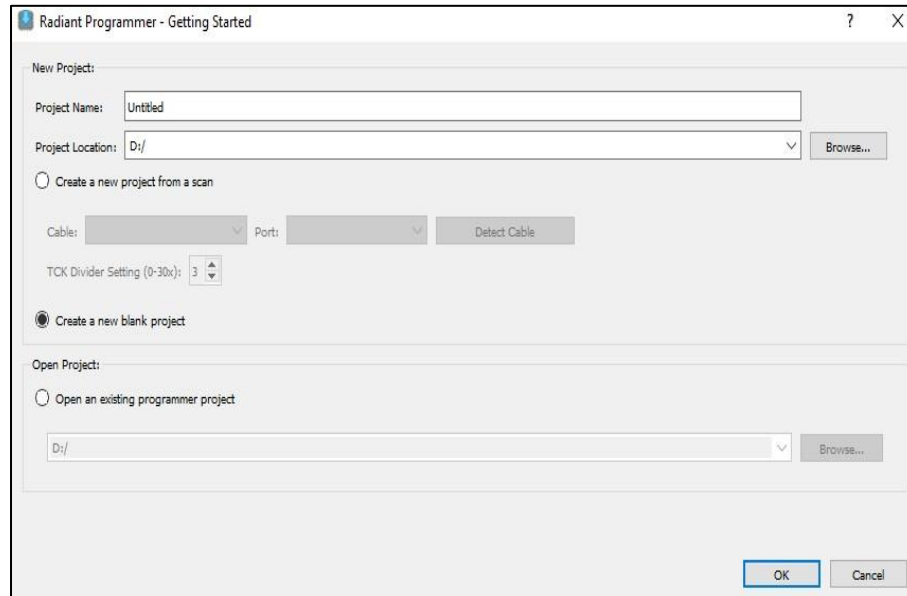 Radiant Programmer - Getting Started ? X
New Project:
Project Name: Untitled
Project Location: D:/ Browse...
Create a new project from a scan
Cable: Port: Detect Cable
TCK Divider Setting (0-30x): 3
Create a new blank project
Open Project:
Open an existing programmer project
D:/ Browse...
OK Cancel